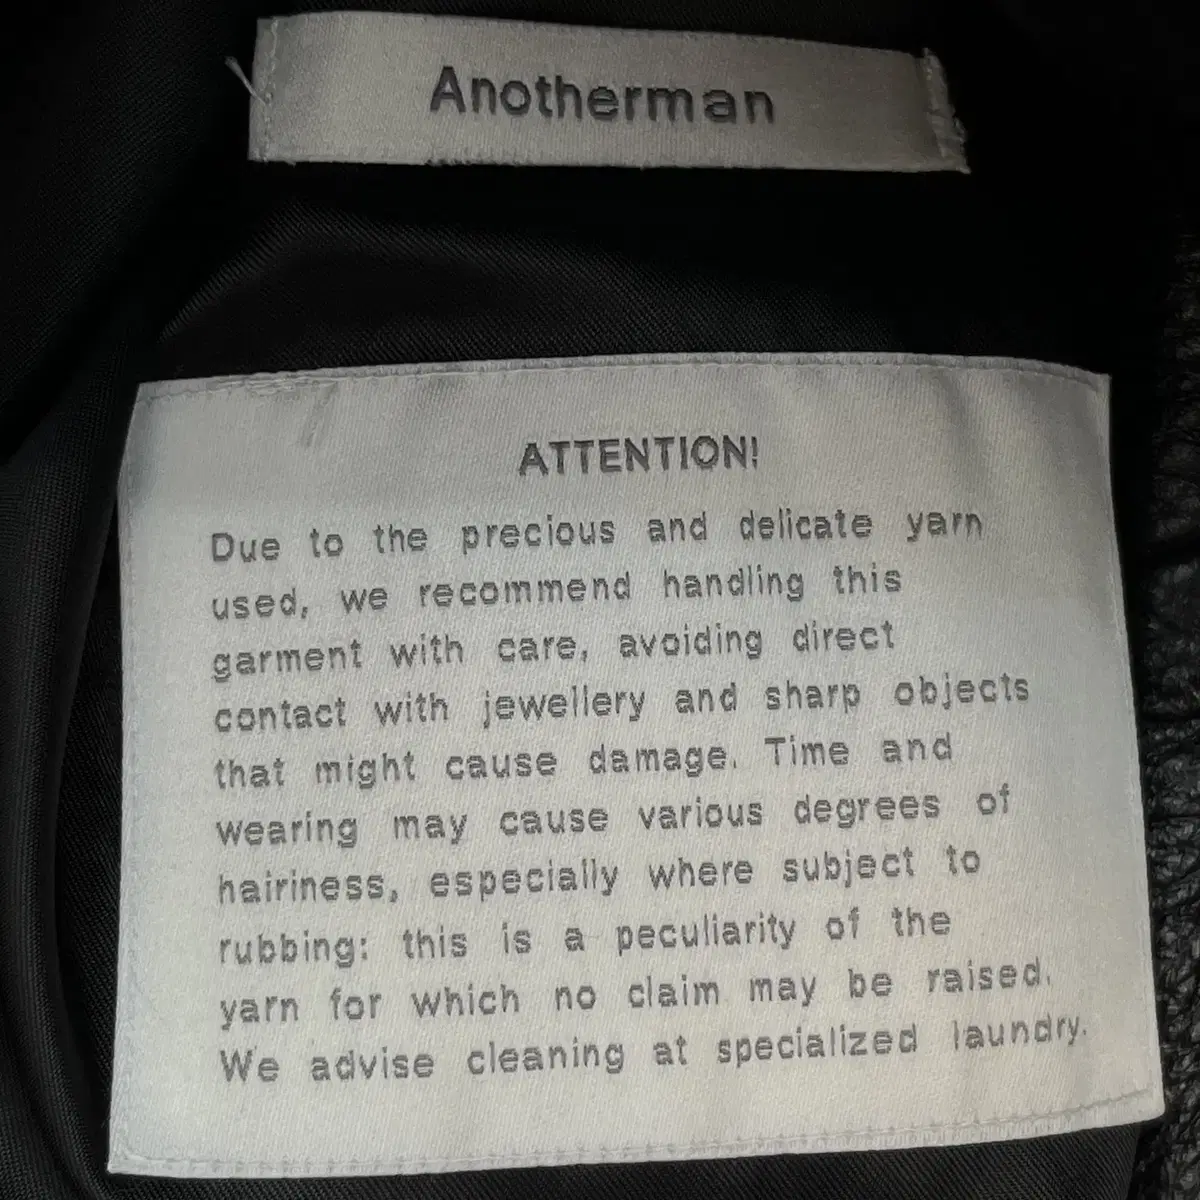 Anotherman
ATTENTION!
Due to the precious and delicate yarn
used, we recommend handling this
garment with care, avoiding direct
contact with jewellery and sharp objects
that might cause damage. Time and
wearing may cause various degrees of
hairiness, especially where subject to
rubbing: this is a peculiarity of the
yarn for which no claim may be raised.
We advise cleaning at specialized laundry.